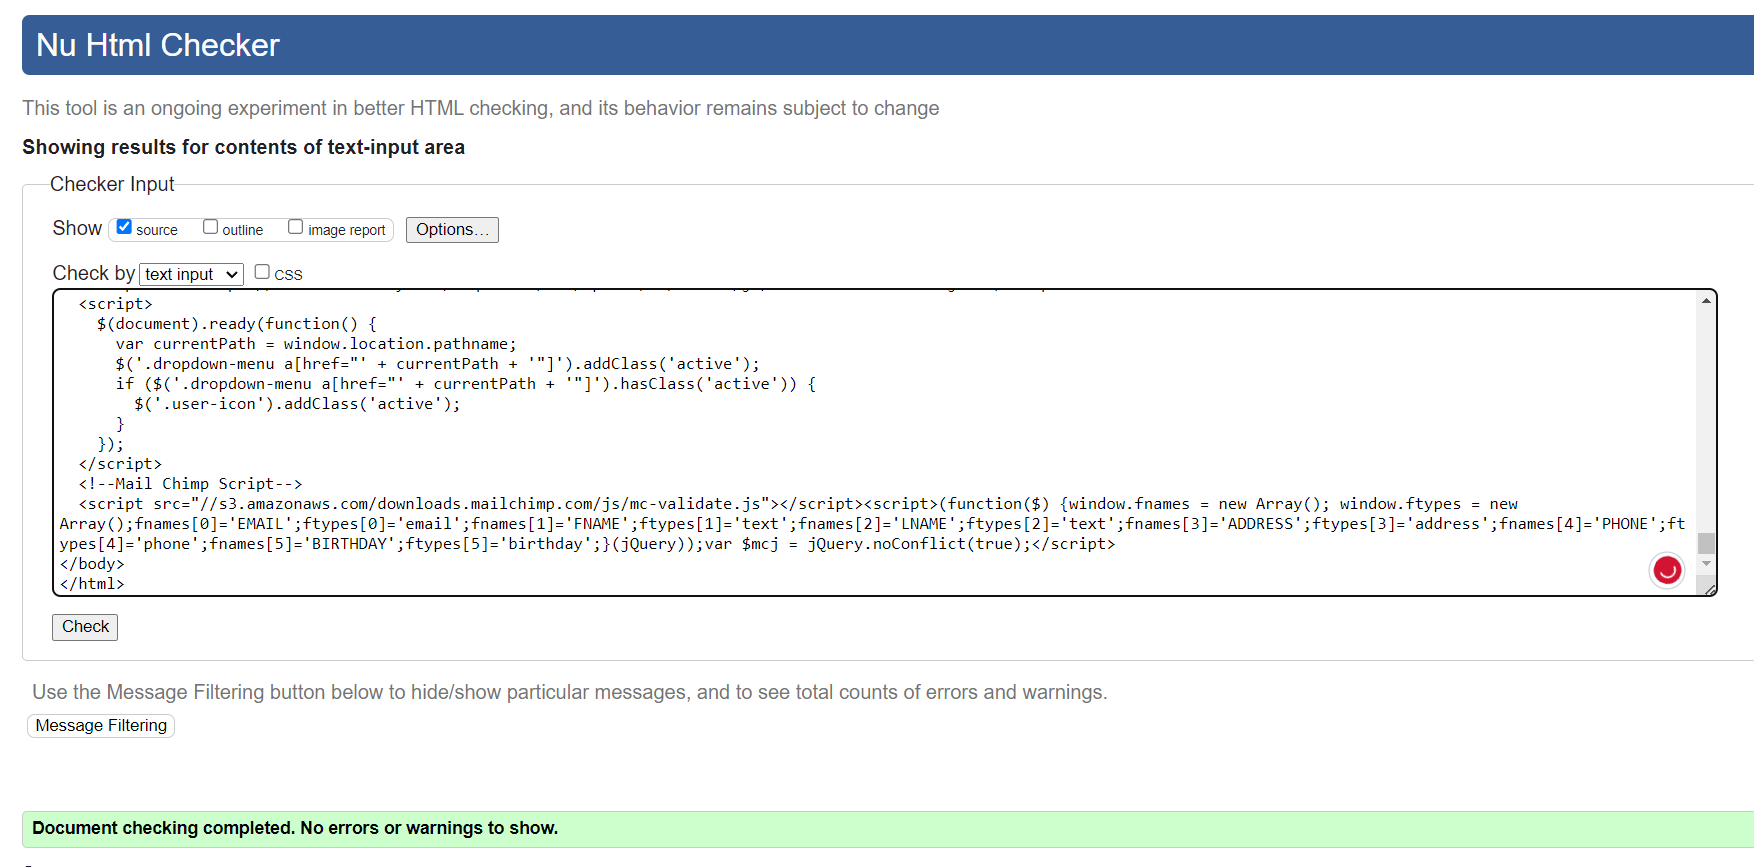 Nu Html Checker
This tool is an ongoing experiment in better HTML checking, and its behavior remains subject to change
Showing results for contents of text-input area
Checker Input
Show source outline image report Options...
Check by text input CSS
<script>
$(document).ready(function() {
var currentPath = window.location.pathname;
$('.dropdown-menu a[href="' + currentPath + '"]').addClass('active');
if ($('.dropdown-menu a[href="' + currentPath + '"]').hasClass('active')) {
$('.user-icon').addClass('active');
}
});
</script>
<!--Mail Chimp Script-->
<script src="//s3.amazonaws.com/downloads.mailchimp.com/js/mc-validate.js"></script><script>(function($) {window.fnames = new Array(); window.ftypes = new
Array();fnames[0]='EMAIL';ftypes[0]='email';fnames[1]='FNAME';ftypes[1]='text';fnames[2]='LNAME';ftypes[2]='text';fnames[3]='ADDRESS';ftypes[3]='address';fnames[4]='PHONE';ft
ypes[4]='phone';fnames[5]='BIRTHDAY';ftypes[5]='birthday';}(jQuery));var $mcj = jQuery.noConflict(true);</script>
</body>
</html>
Check
Use the Message Filtering button below to hide/show particular messages, and to see total counts of errors and warnings.
Message Filtering
Document checking completed. No errors or warnings to show.